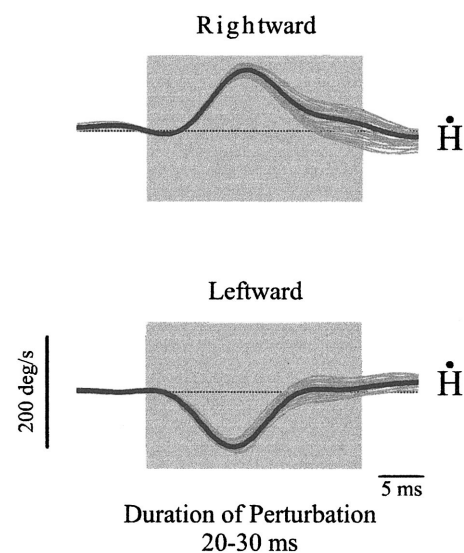 Rightward
Ḣ
Leftward
200 deg/s
Ḣ
5 ms
Duration of Perturbation
20-30 ms